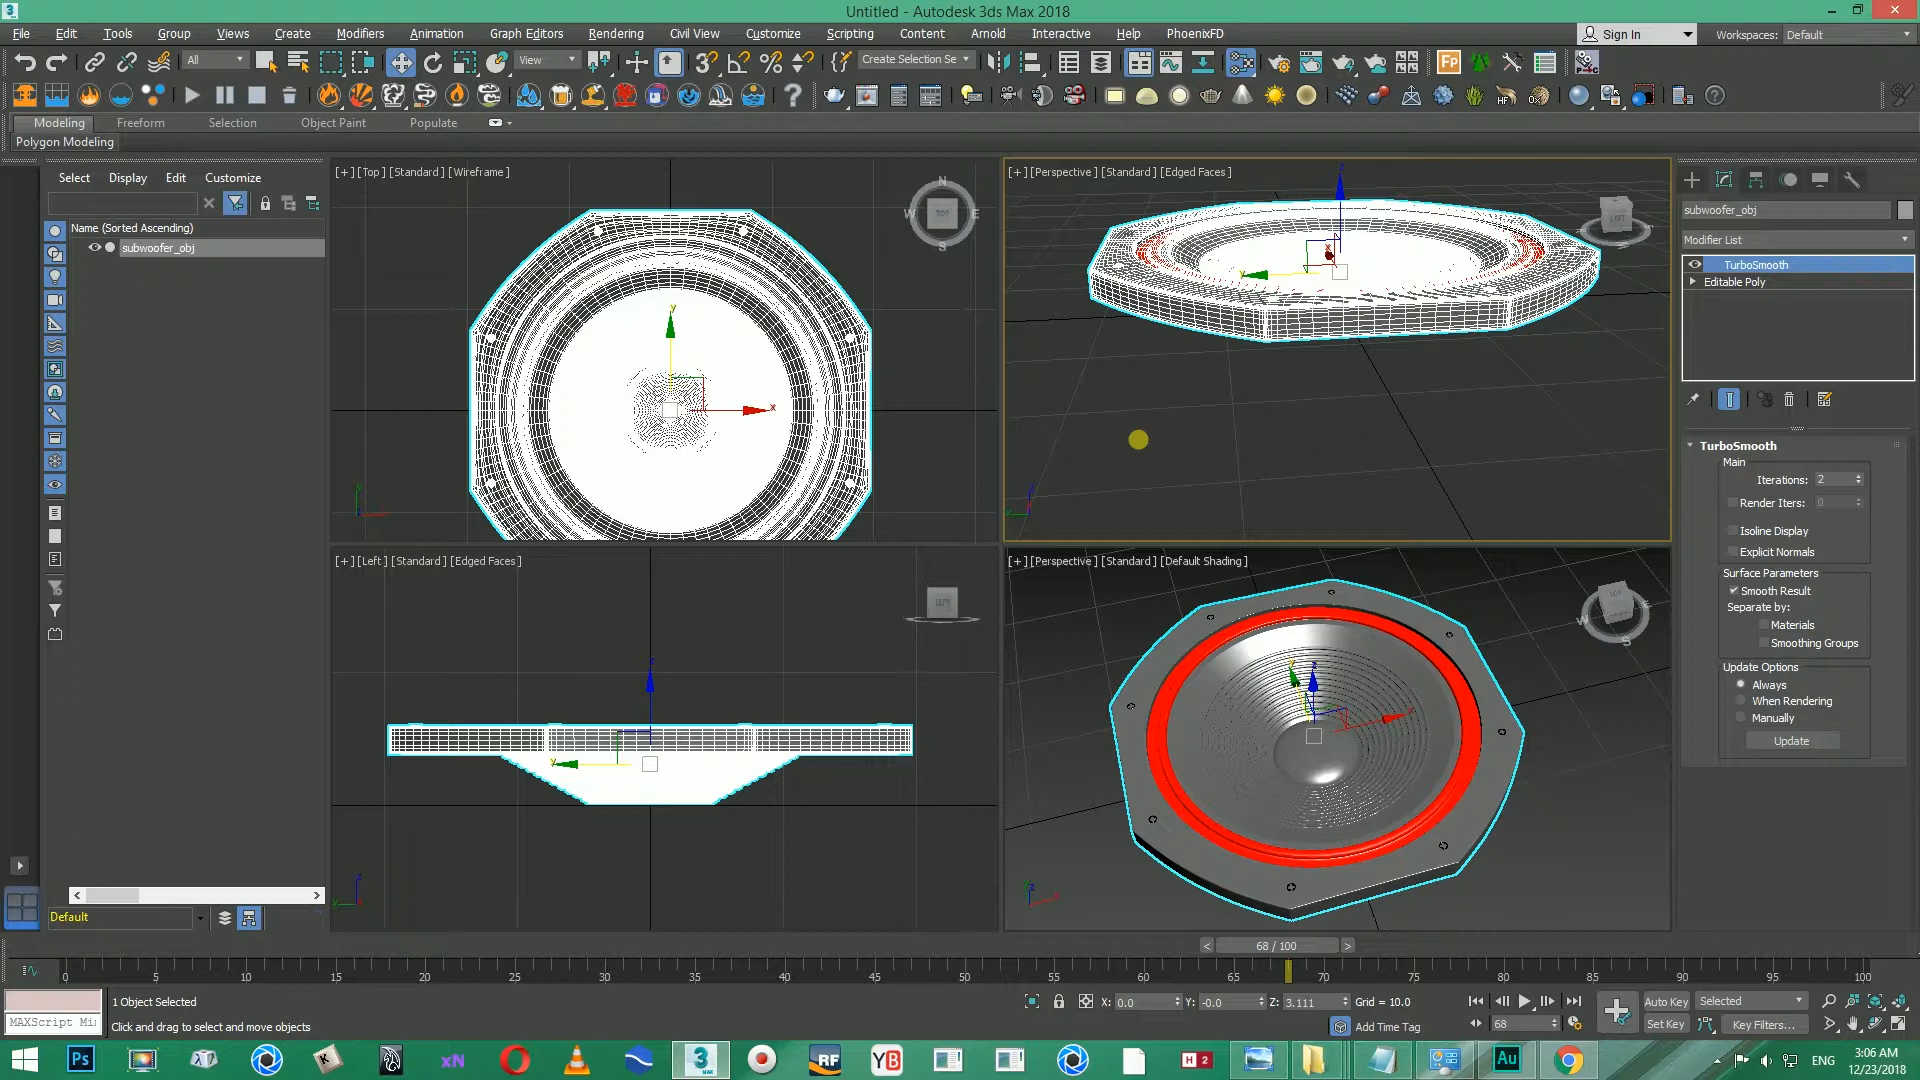 Untitled - Autodesk 3ds Max 2018
File Edit Tools Group Views Create Modifiers Animation Graph Editors Rendering Civil View Customize Scripting Content Arnold Interactive Help PhoenixFD
Sign In
Workspaces: Default
All
View
Create Selection Se
Modeling Freeform Selection Object Paint Populate
Polygon Modeling
Select Display Edit Customize
Name (Sorted Ascending)
subwoofer_obj
Default
[+] [Top] [Standard] [Wireframe]
[+] [Perspective] [Standard] [Edged Faces]
[+] [Left] [Standard] [Edged Faces]
[+] [Perspective] [Standard] [Default Shading]
subwoofer_obj
Modifier List
TurboSmooth
Editable Poly
TurboSmooth
Main
Iterations: 2
Render Iters: 0
Isoline Display
Explicit Normals
Surface Parameters
Smooth Result
Separate by:
Materials
Smoothing Groups
Update Options
Always
When Rendering
Manually
Update
< 68 / 100 >
0 5 10 15 20 25 30 35 40 45 50 55 60 65 70 75 80 85 90 95 100
1 Object Selected
X: 0.0 Y: -0.0 Z: 3.111 Grid = 10.0
Auto Key Selected
MAXScript Mi
Click and drag to select and move objects
Add Time Tag
68
Set Key Key Filters...
ENG
3:06 AM
12/23/2018